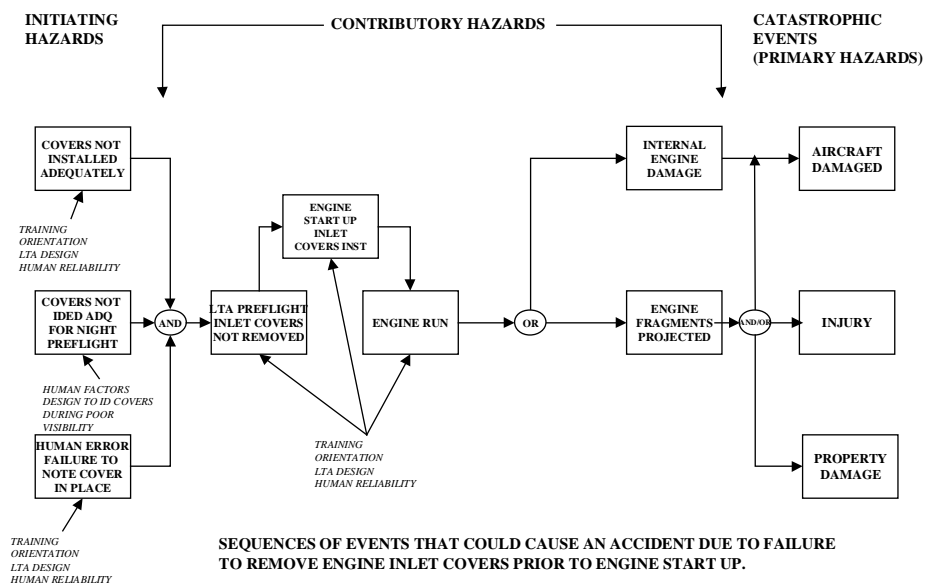 INITIATING
HAZARDS
CONTRIBUTORY HAZARDS
CATASTROPHIC
EVENTS
(PRIMARY HAZARDS)
COVERS NOT
INSTALLED
ADEQUATELY
TRAINING
ORIENTATION
LTA DESIGN
HUMAN RELIABILITY
COVERS NOT
IDED ADQ
FOR NIGHT
PREFLIGHT
HUMAN FACTORS
DESIGN TO ID COVERS
DURING POOR
VISIBILITY
HUMAN ERROR
FAILURE TO
NOTE COVER
IN PLACE
TRAINING
ORIENTATION
LTA DESIGN
HUMAN RELIABILITY
AND
LTA PREFLIGHT
INLET COVERS
NOT REMOVED
ENGINE
START UP
INLET
COVERS INST
ENGINE RUN
TRAINING
ORIENTATION
LTA DESIGN
HUMAN RELIABILITY
OR
INTERNAL
ENGINE
DAMAGE
ENGINE
FRAGMENTS
PROJECTED
AND/OR
AIRCRAFT
DAMAGED
INJURY
PROPERTY
DAMAGE
SEQUENCES OF EVENTS THAT COULD CAUSE AN ACCIDENT DUE TO FAILURE
TO REMOVE ENGINE INLET COVERS PRIOR TO ENGINE START UP.